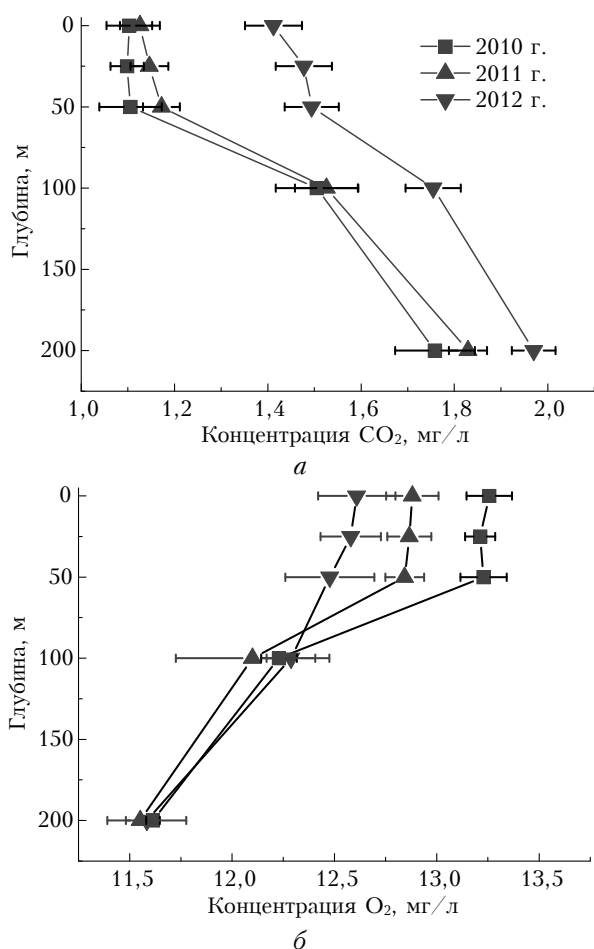 0
50
100
150
200
Глубина, м
2010 г.
2011 г.
2012 г.
1,0 1,2 1,4 1,6 1,8 2,0
Концентрация CO₂, мг/л
а
0
50
100
150
200
Глубина, м
11,5 12,0 12,5 13,0 13,5
Концентрация O₂, мг/л
б